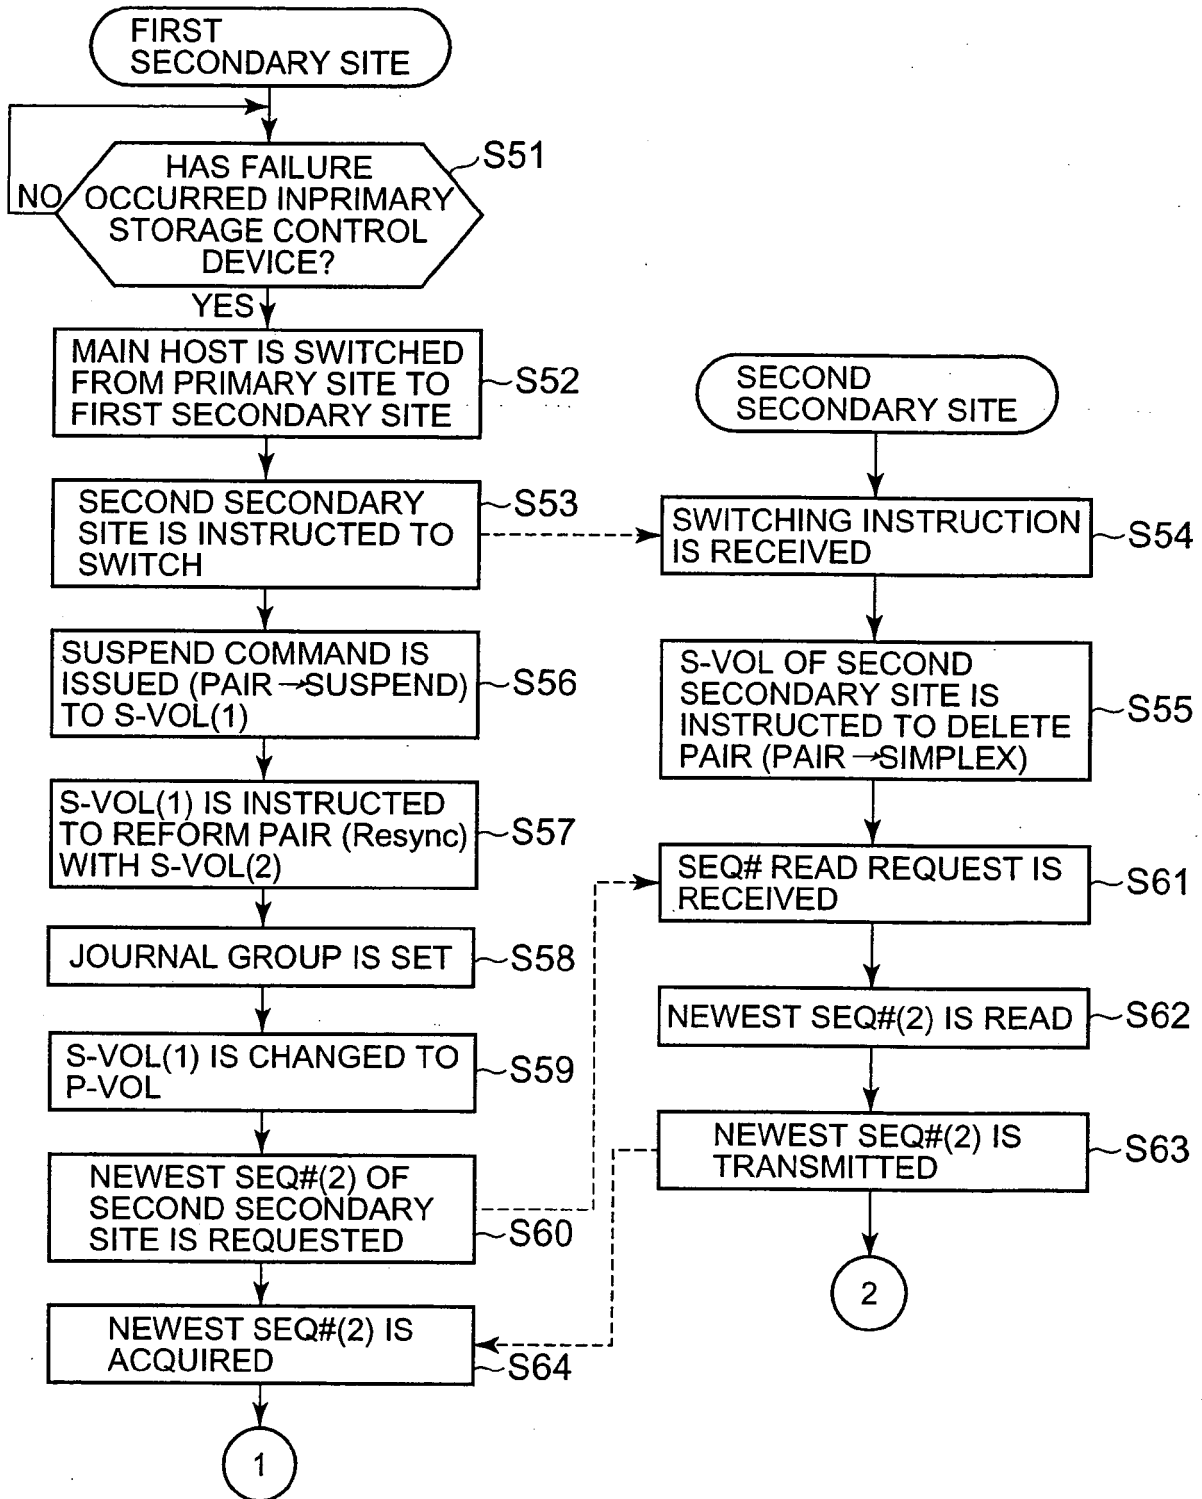 FIRST
SECONDARY SITE
HAS FAILURE
OCCURRED INPRIMARY
STORAGE CONTROL
DEVICE?
S51
NO
YES
MAIN HOST IS SWITCHED
FROM PRIMARY SITE TO
FIRST SECONDARY SITE
S52
SECOND SECONDARY
SITE IS INSTRUCTED TO
SWITCH
S53
SUSPEND COMMAND IS
ISSUED (PAIR→SUSPEND)
TO S-VOL(1)
S56
S-VOL(1) IS INSTRUCTED
TO REFORM PAIR (Resync)
WITH S-VOL(2)
S57
JOURNAL GROUP IS SET
S58
S-VOL(1) IS CHANGED TO
P-VOL
S59
NEWEST SEQ#(2) OF
SECOND SECONDARY
SITE IS REQUESTED
S60
NEWEST SEQ#(2) IS
ACQUIRED
S64
1
SECOND
SECONDARY SITE
SWITCHING INSTRUCTION
IS RECEIVED
S54
S-VOL OF SECOND
SECONDARY SITE IS
INSTRUCTED TO DELETE
PAIR (PAIR→SIMPLEX)
S55
SEQ# READ REQUEST IS
RECEIVED
S61
NEWEST SEQ#(2) IS READ
S62
NEWEST SEQ#(2) IS
TRANSMITTED
S63
2